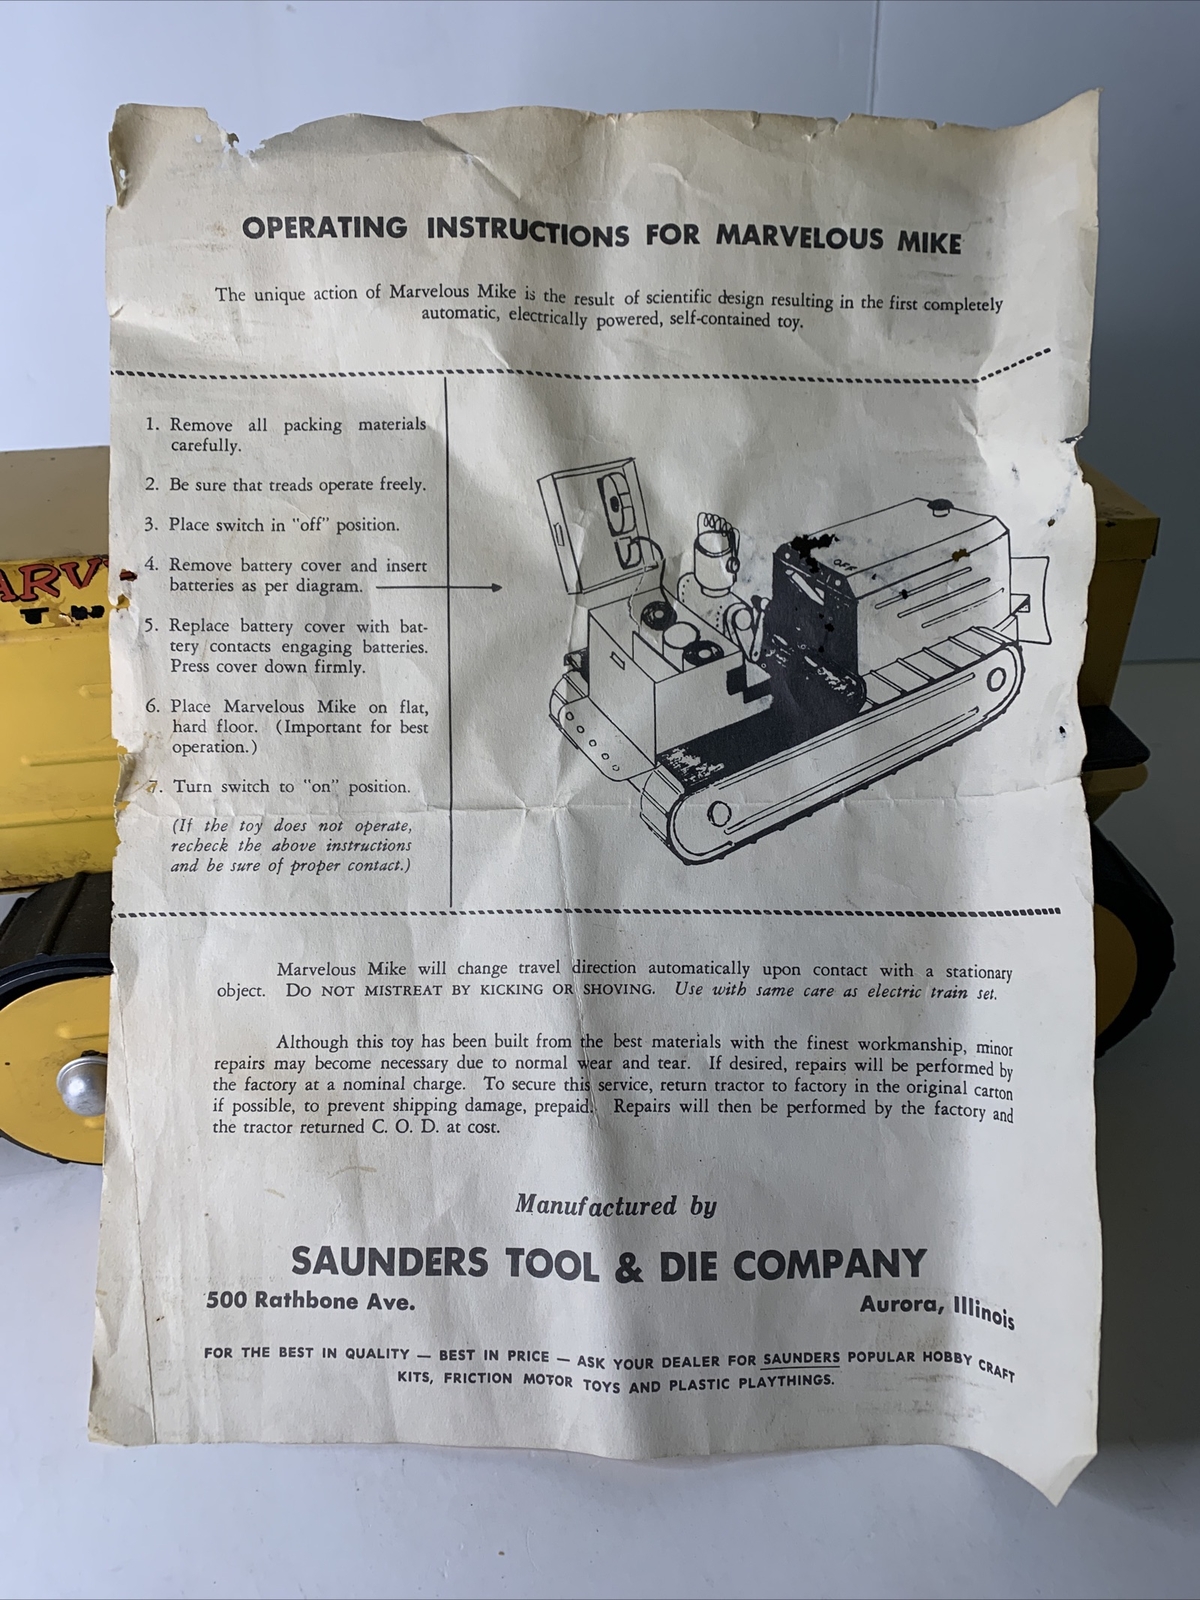 OPERATING INSTRUCTIONS FOR MARVELOUS MIKE
The unique action of Marvelous Mike is the result of scientific design resulting in the first completely
automatic, electrically powered, self-contained toy.
1. Remove all packing materials
carefully.
2. Be sure that treads operate freely.
3. Place switch in "off" position.
4. Remove battery cover and insert
batteries as per diagram.
5. Replace battery cover with bat-
tery contacts engaging batteries.
Press cover down firmly.
6. Place Marvelous Mike on flat,
hard floor. (Important for best
operation.)
7. Turn switch to "on" position.
(If the toy does not operate,
recheck the above instructions
and be sure of proper contact.)
OFF
Marvelous Mike will change travel direction automatically upon contact with a stationary
object. DO NOT MISTREAT BY KICKING OR SHOVING. Use with same care as electric train set.
Although this toy has been built from the best materials with the finest workmanship, minor
repairs may become necessary due to normal wear and tear. If desired, repairs will be performed by
the factory at a nominal charge. To secure this service, return tractor to factory in the original carton
if possible, to prevent shipping damage, prepaid. Repairs will then be performed by the factory and
the tractor returned C. O. D. at cost.
Manufactured by
SAUNDERS TOOL & DIE COMPANY
500 Rathbone Ave. Aurora, Illinois
FOR THE BEST IN QUALITY — BEST IN PRICE — ASK YOUR DEALER FOR SAUNDERS POPULAR HOBBY CRAFT
KITS, FRICTION MOTOR TOYS AND PLASTIC PLAYTHINGS.